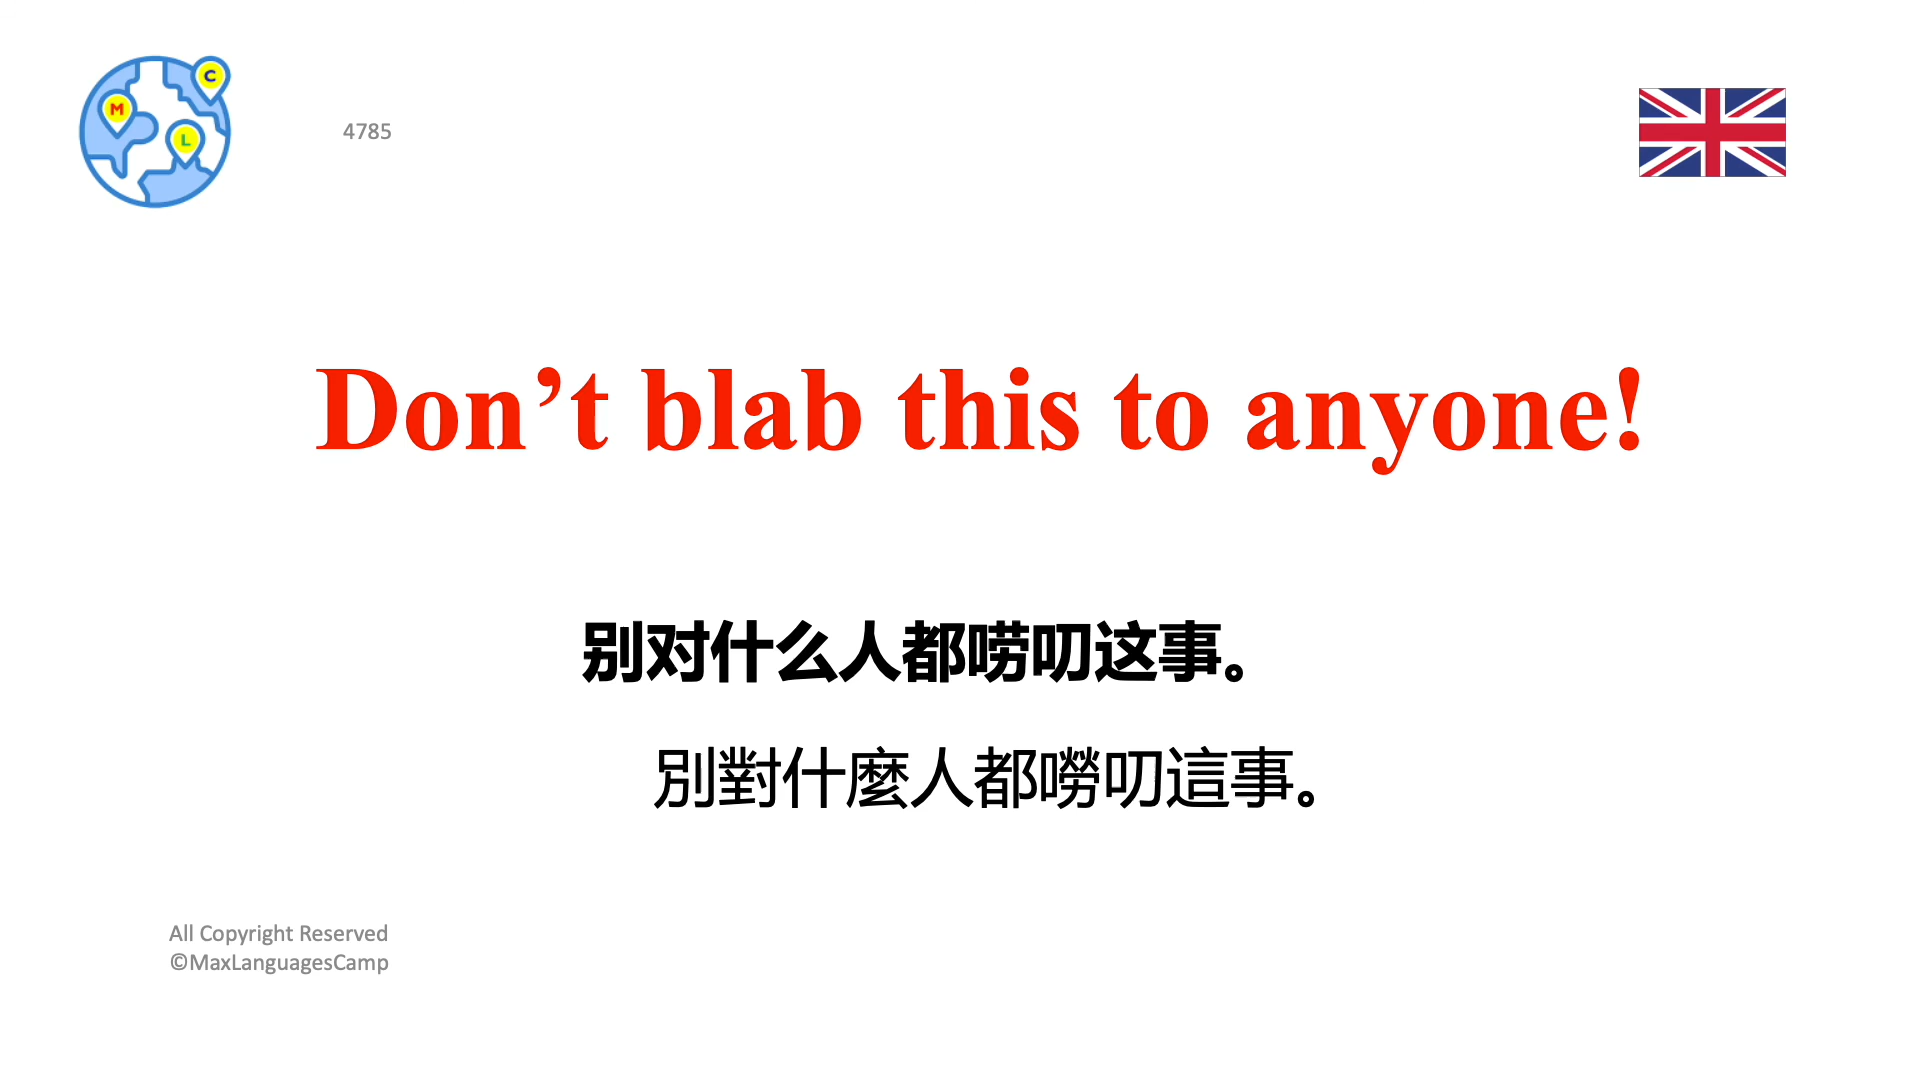 C
M
L
4785
Don’t blab this to anyone!
别对什么人都唠叨这事。
別對什麼人都嘮叨這事。
All Copyright Reserved
©MaxLanguagesCamp